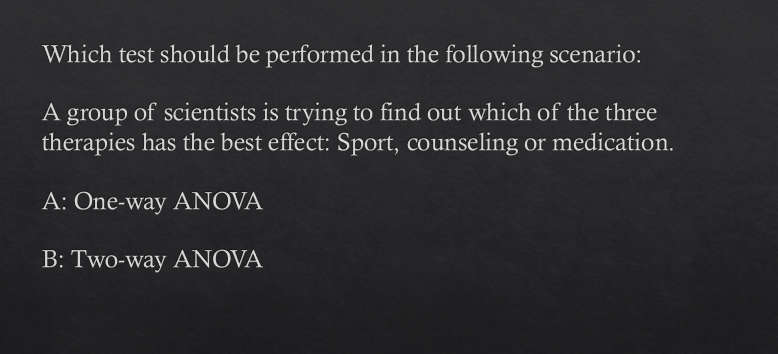 Which test should be performed in the following scenario:
A group of scientists is trying to find out which of the three
therapies has the best effect: Sport, counseling or medication.
A: One-way ANOVA
B: Two-way ANOVA